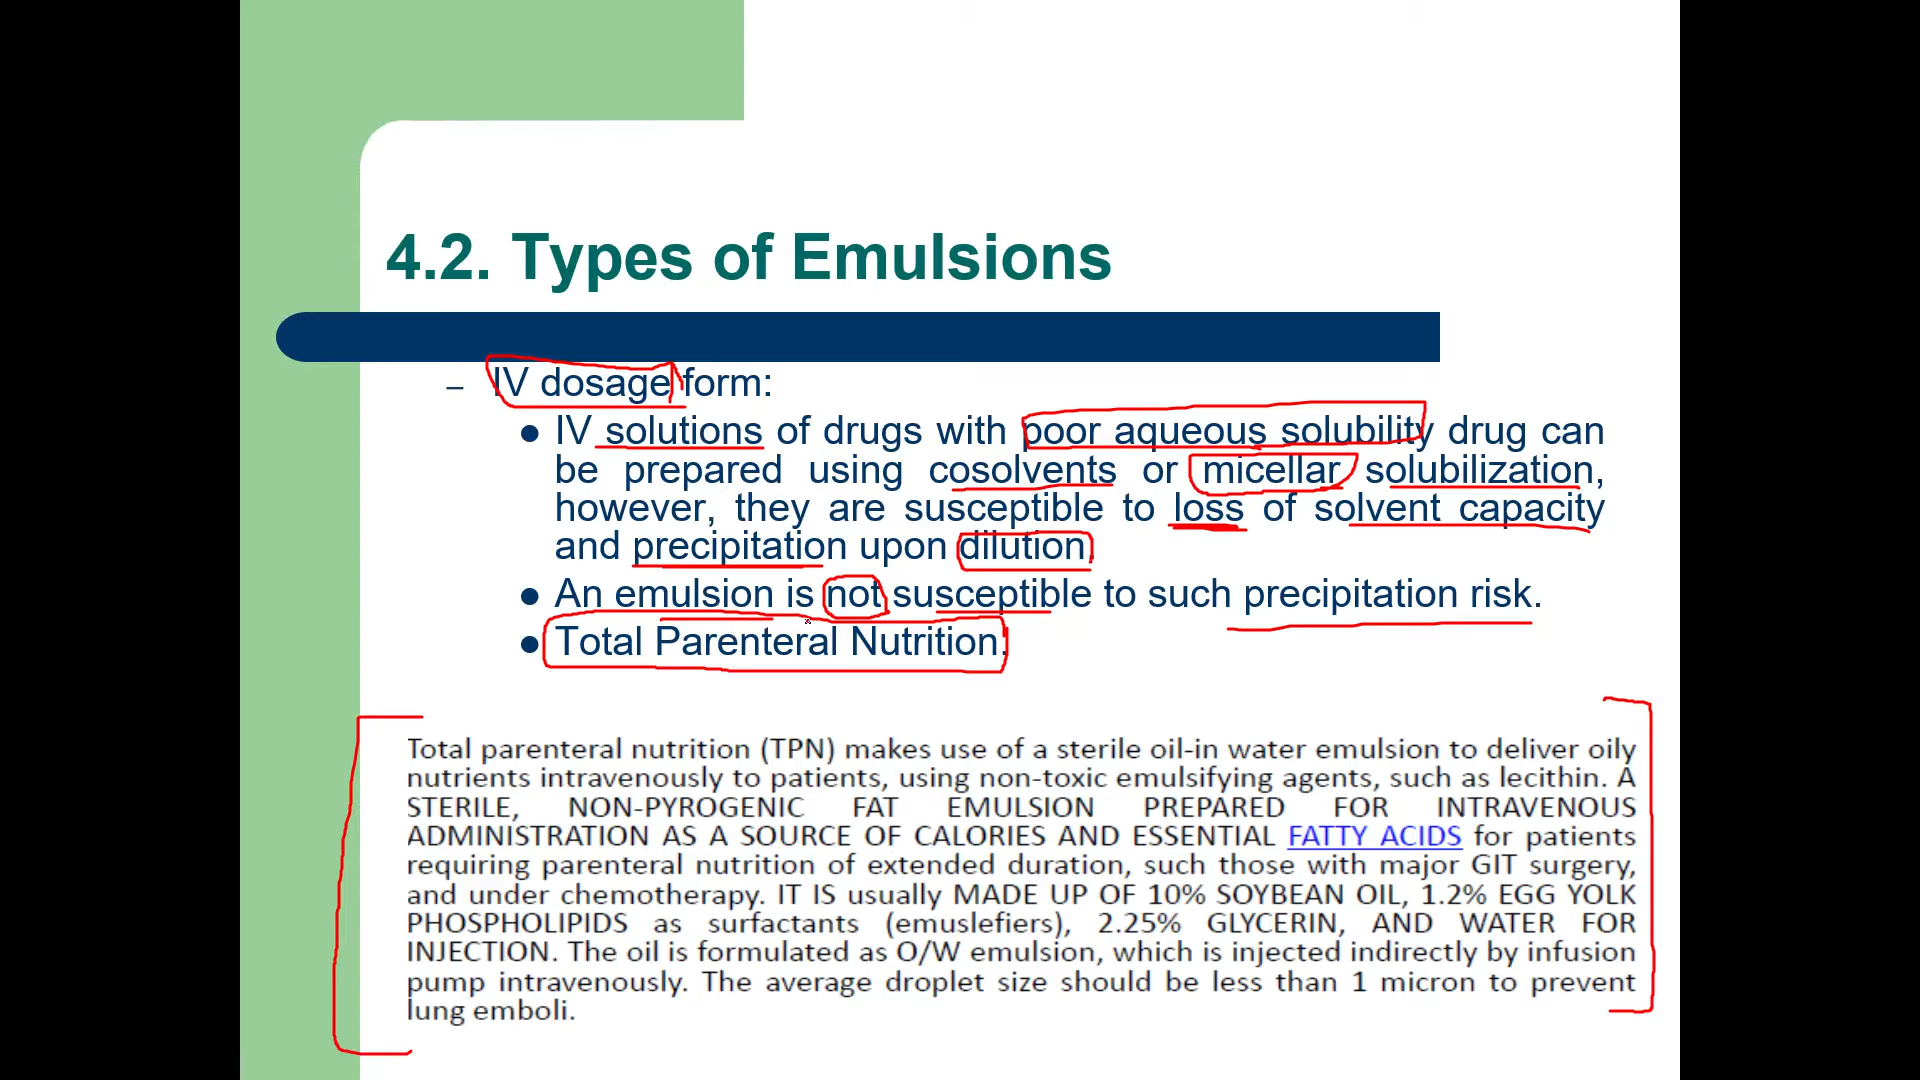 4.2. Types of Emulsions
– IV dosage form:
● IV solutions of drugs with poor aqueous solubility drug can
be prepared using cosolvents or micellar solubilization,
however, they are susceptible to loss of solvent capacity
and precipitation upon dilution.
● An emulsion is not susceptible to such precipitation risk.
● Total Parenteral Nutrition.
Total parenteral nutrition (TPN) makes use of a sterile oil-in water emulsion to deliver oily
nutrients intravenously to patients, using non-toxic emulsifying agents, such as lecithin. A
STERILE, NON-PYROGENIC FAT EMULSION PREPARED FOR INTRAVENOUS
ADMINISTRATION AS A SOURCE OF CALORIES AND ESSENTIAL FATTY ACIDS for patients
requiring parenteral nutrition of extended duration, such those with major GIT surgery,
and under chemotherapy. IT IS usually MADE UP OF 10% SOYBEAN OIL, 1.2% EGG YOLK
PHOSPHOLIPIDS as surfactants (emuslefiers), 2.25% GLYCERIN, AND WATER FOR
INJECTION. The oil is formulated as O/W emulsion, which is injected indirectly by infusion
pump intravenously. The average droplet size should be less than 1 micron to prevent
lung emboli.